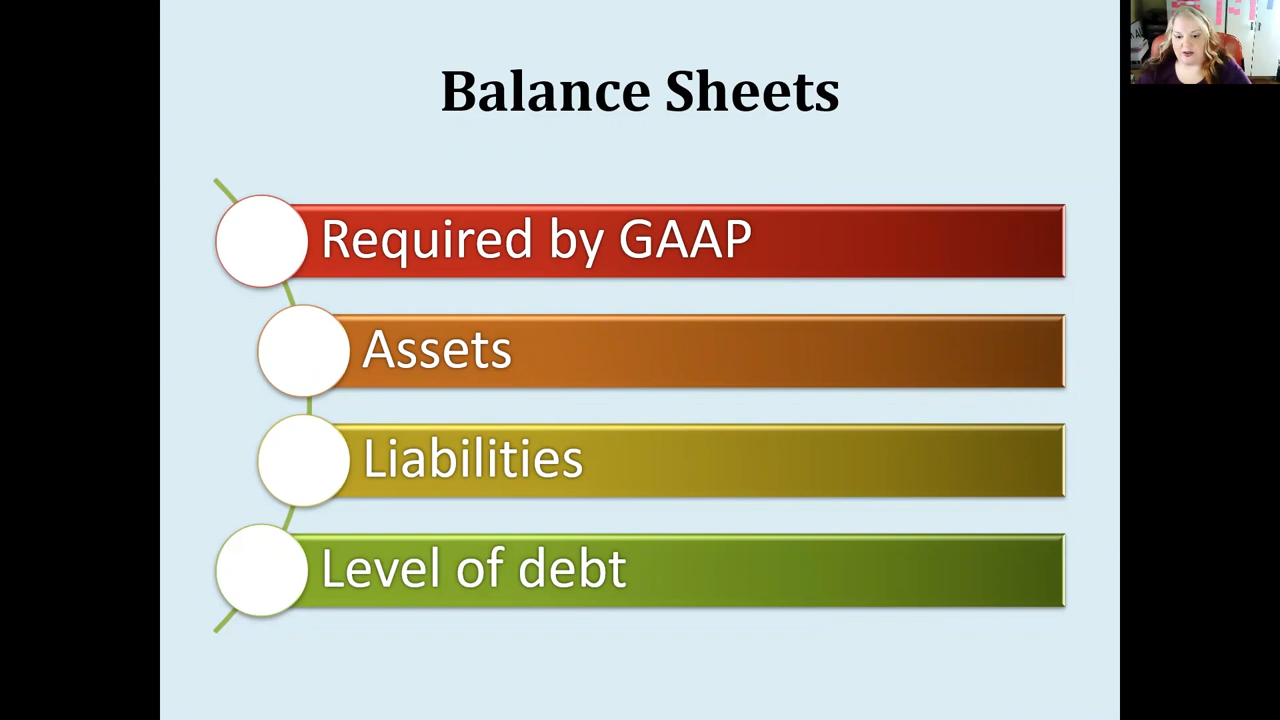 Balance Sheets
Required by GAAP
Assets
Liabilities
Level of debt